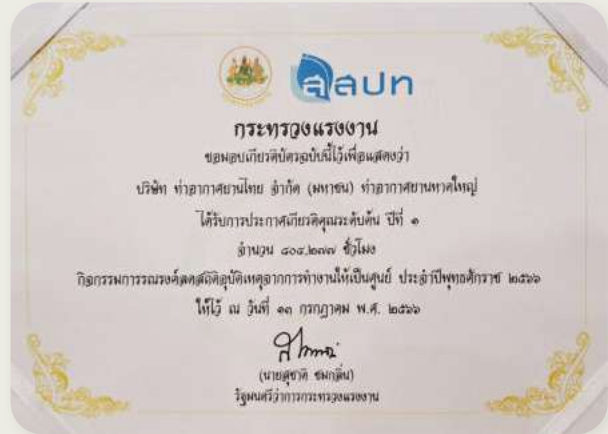 สสปท
กระทรวงแรงงาน
ขอมอบเกียรติบัตรฉบับนี้ไว้เพื่อแสดงว่า
บริษัท ท่าอากาศยานไทย จำกัด (มหาชน) ท่าอากาศยานหาดใหญ่
ได้รับการประกาศเกียรติคุณระดับต้น ปีที่ ๑
จำนวน ๘๐๔,๒๗๗ ชั่วโมง
กิจกรรมการรณรงค์ลดสถิติอุบัติเหตุจากการทำงานให้เป็นศูนย์ ประจำปีพุทธศักราช ๒๕๖๖
ให้ไว้ ณ วันที่ ๑๓ กรกฎาคม พ.ศ. ๒๕๖๖
(นายสุชาติ ชมกลิ่น)
รัฐมนตรีว่าการกระทรวงแรงงาน